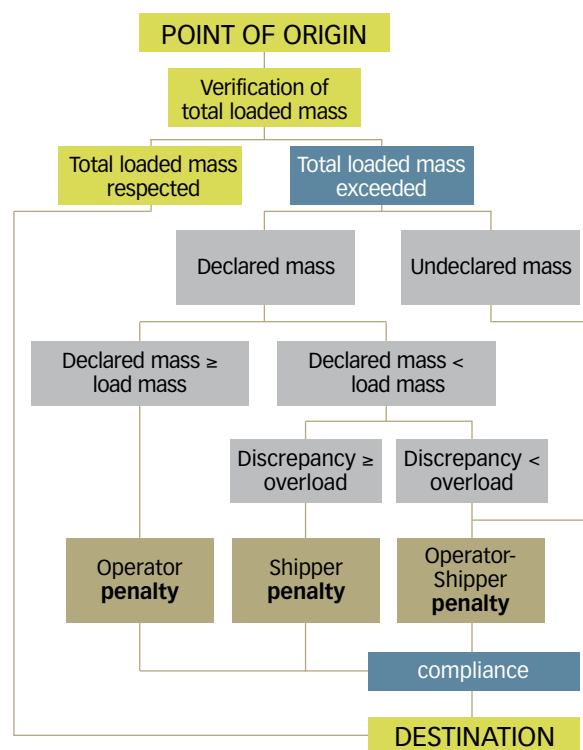 POINT OF ORIGIN
Verification of
total loaded mass
Total loaded mass
respected
Total loaded mass
exceeded
Declared mass
Undeclared mass
Declared mass ≥
load mass
Declared mass <
load mass
Discrepancy ≥
overload
Discrepancy <
overload
Operator
penalty
Shipper
penalty
Operator-
Shipper
penalty
compliance
DESTINATION